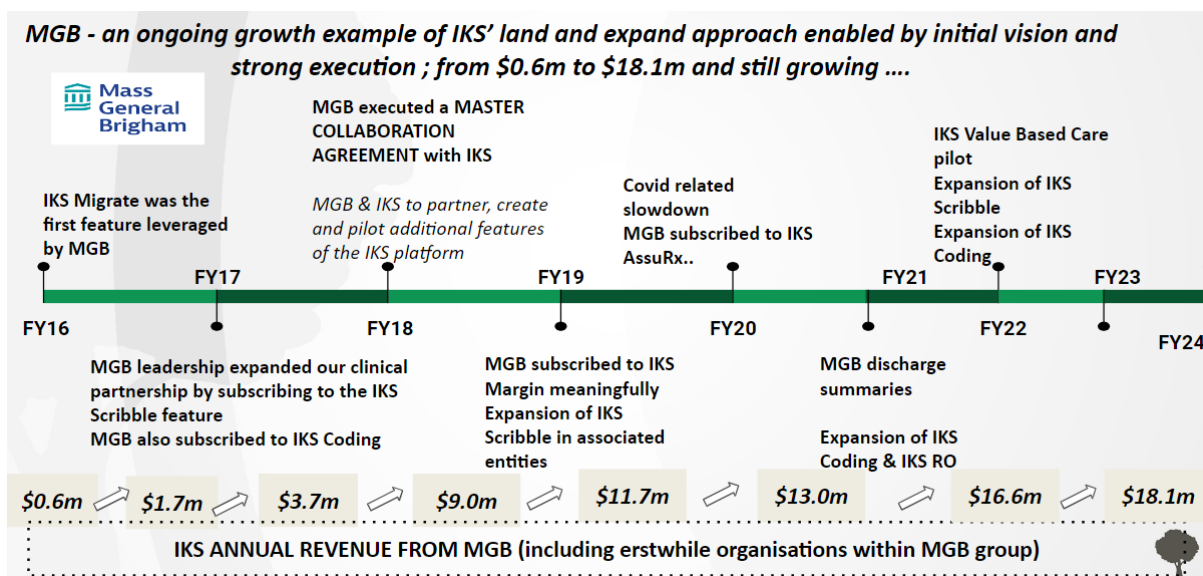 MGB - an ongoing growth example of IKS’ land and expand approach enabled by initial vision and
strong execution ; from $0.6m to $18.1m and still growing ....
Mass
General
Brigham
IKS Migrate was the
first feature leveraged
by MGB
MGB executed a MASTER
COLLABORATION
AGREEMENT with IKS
MGB & IKS to partner, create
and pilot additional features
of the IKS platform
Covid related
slowdown
MGB subscribed to IKS
AssuRx..
IKS Value Based Care
pilot
Expansion of IKS
Scribble
Expansion of IKS
Coding
FY17
FY19
FY21
FY23
FY16
FY18
FY20
FY22
FY24
MGB leadership expanded our clinical
partnership by subscribing to the IKS
Scribble feature
MGB also subscribed to IKS Coding
MGB subscribed to IKS
Margin meaningfully
Expansion of IKS
Scribble in associated
entities
MGB discharge
summaries
Expansion of IKS
Coding & IKS RO
$0.6m
$1.7m
$3.7m
$9.0m
$11.7m
$13.0m
$16.6m
$18.1m
IKS ANNUAL REVENUE FROM MGB (including erstwhile organisations within MGB group)